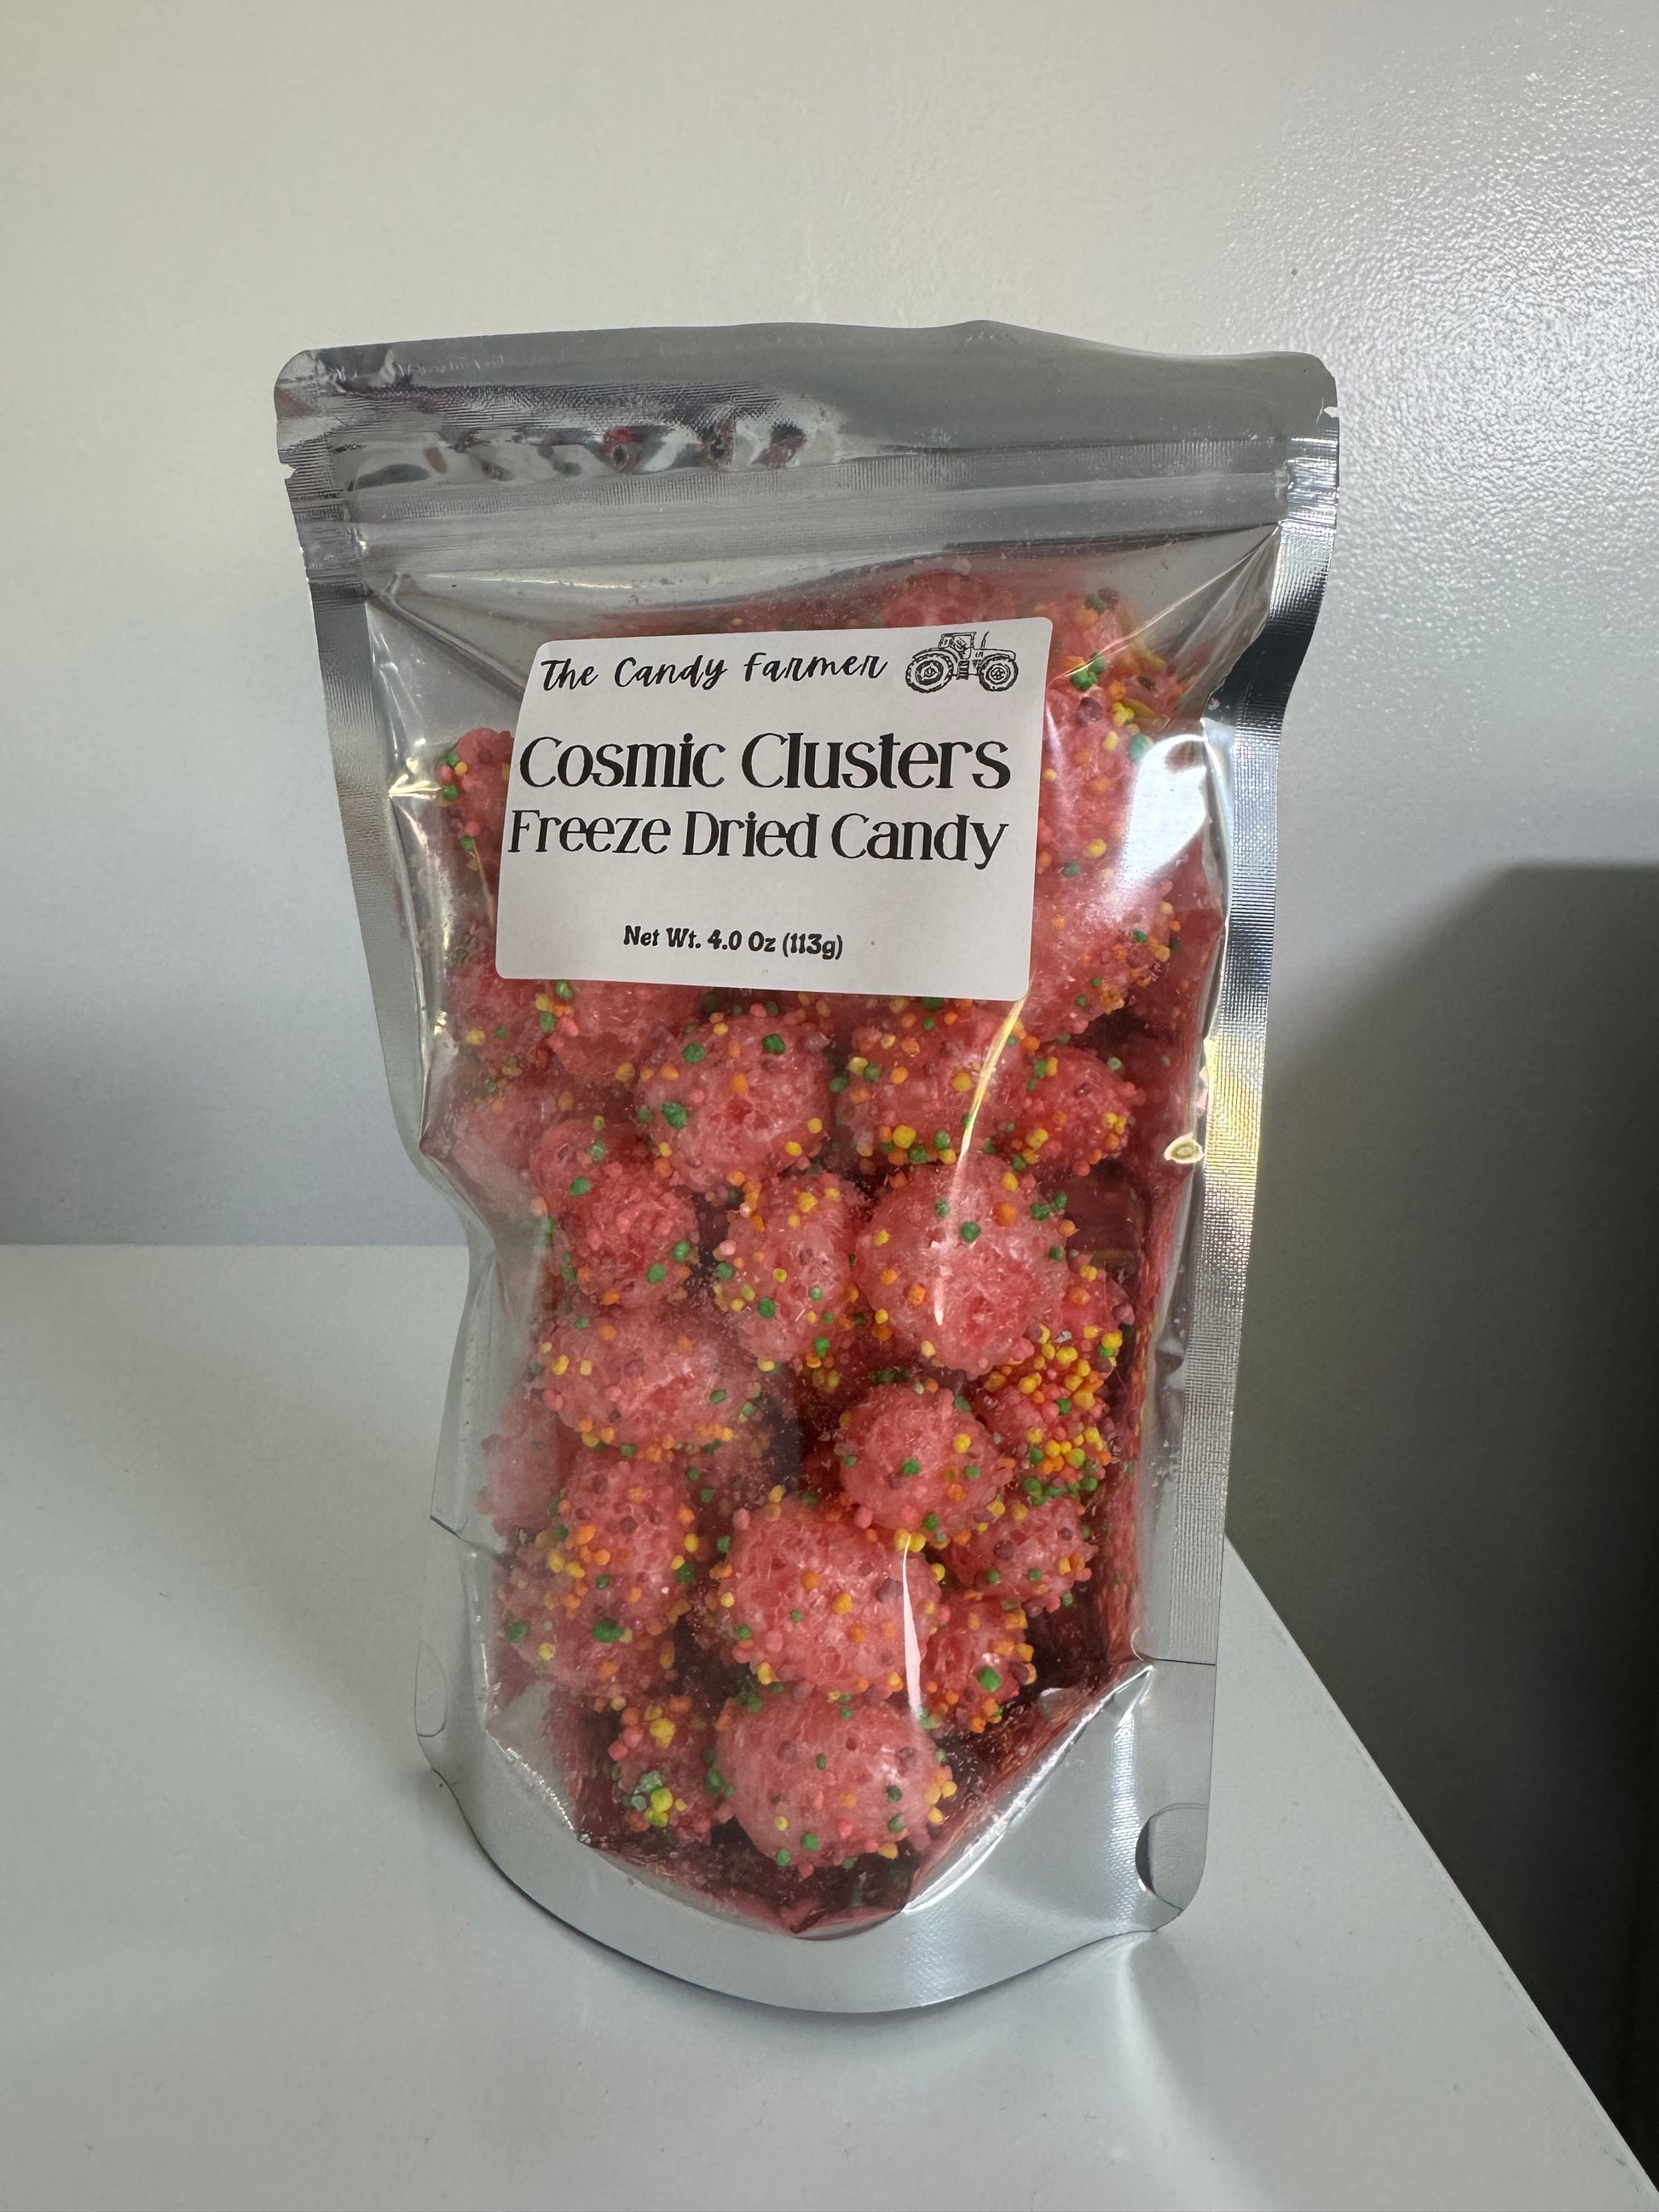 The Candy Farmer
Cosmic Clusters
Freeze Dried Candy
Net Wt. 4.0 Oz (113g)